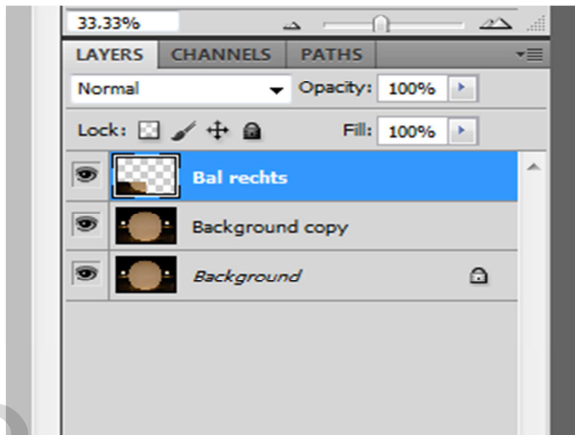 33.33%
LAYERS CHANNELS PATHS
Normal Opacity: 100%
Lock: Fill: 100%
Bal rechts
Background copy
Background